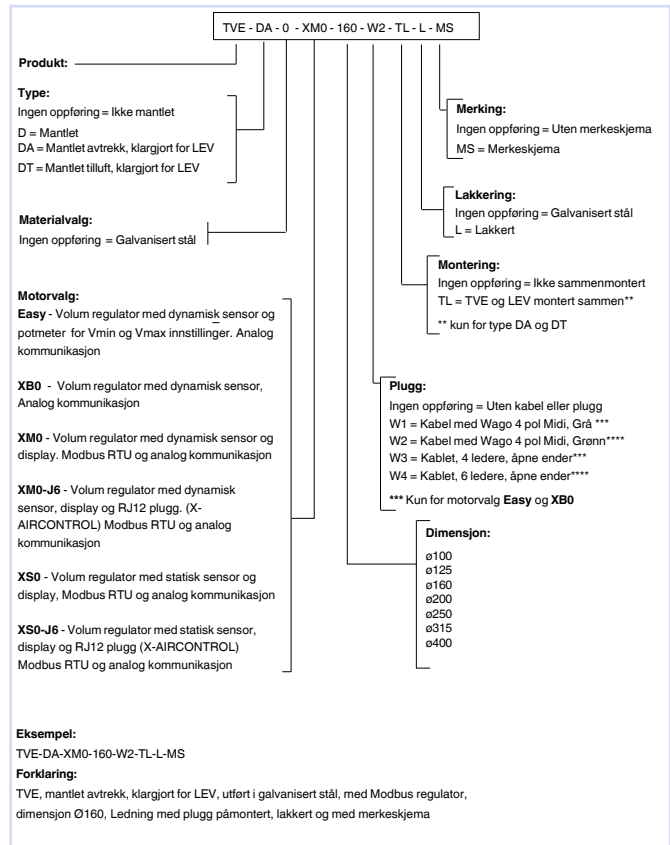 TVE - DA - 0 - XM0 - 160 - W2 - TL - L - MS
Produkt:
Type:
Ingen oppføring = Ikke mantlet
D = Mantlet
DA = Mantlet avtrekk, klargjort for LEV
DT = Mantlet tilluft, klargjort for LEV
Materialvalg:
Ingen oppføring = Galvanisert stål
Motorvalg:
Easy - Volum regulator med dynamisk sensor og
potmeter for Vmin og Vmax innstillinger. Analog
kommunikasjon
XB0 - Volum regulator med dynamisk sensor,
Analog kommunikasjon
XM0 - Volum regulator med dynamisk sensor og
display. Modbus RTU og analog kommunikasjon
XM0-J6 - Volum regulator med dynamisk
sensor, display og RJ12 plugg. (X-
AIRCONTROL) Modbus RTU og analog
kommunikasjon
XS0 - Volum regulator med statisk sensor og
display, Modbus RTU og analog kommunikasjon
XS0-J6 - Volum regulator med statisk sensor,
display og RJ12 plugg (X-AIRCONTROL)
Modbus RTU og analog kommunikasjon
Merking:
Ingen oppføring = Uten merkeskjema
MS = Merkeskjema
Lakkering:
Ingen oppføring = Galvanisert stål
L = Lakkert
Montering:
Ingen oppføring = Ikke sammenmontert
TL = TVE og LEV montert sammen**
** kun for type DA og DT
Plugg:
Ingen oppføring = Uten kabel eller plugg
W1 = Kabel med Wago 4 pol Midi, Grå ***
W2 = Kabel med Wago 4 pol Midi, Grønn****
W3 = Kablet, 4 ledere, åpne ender***
W4 = Kablet, 6 ledere, åpne ender****
*** Kun for motorvalg Easy og XB0
Dimensjon:
ø100
ø125
ø160
ø200
ø250
ø315
ø400
Eksempel:
TVE-DA-XM0-160-W2-TL-L-MS
Forklaring:
TVE, mantlet avtrekk, klargjort for LEV, utført i galvanisert stål, med Modbus regulator,
dimensjon Ø160, Ledning med plugg påmontert, lakkert og med merkeskjema